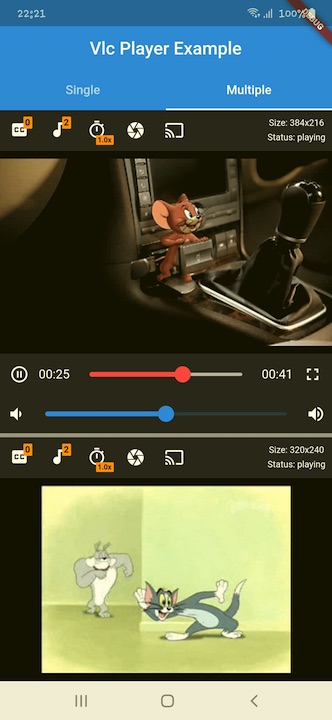 22:21
100%
DEBUG
Vlc Player Example
Single
Multiple
CC 0
2
1.0x
Size: 384x216
Status: playing
00:25
00:41
CC 0
2
1.0x
Size: 320x240
Status: playing